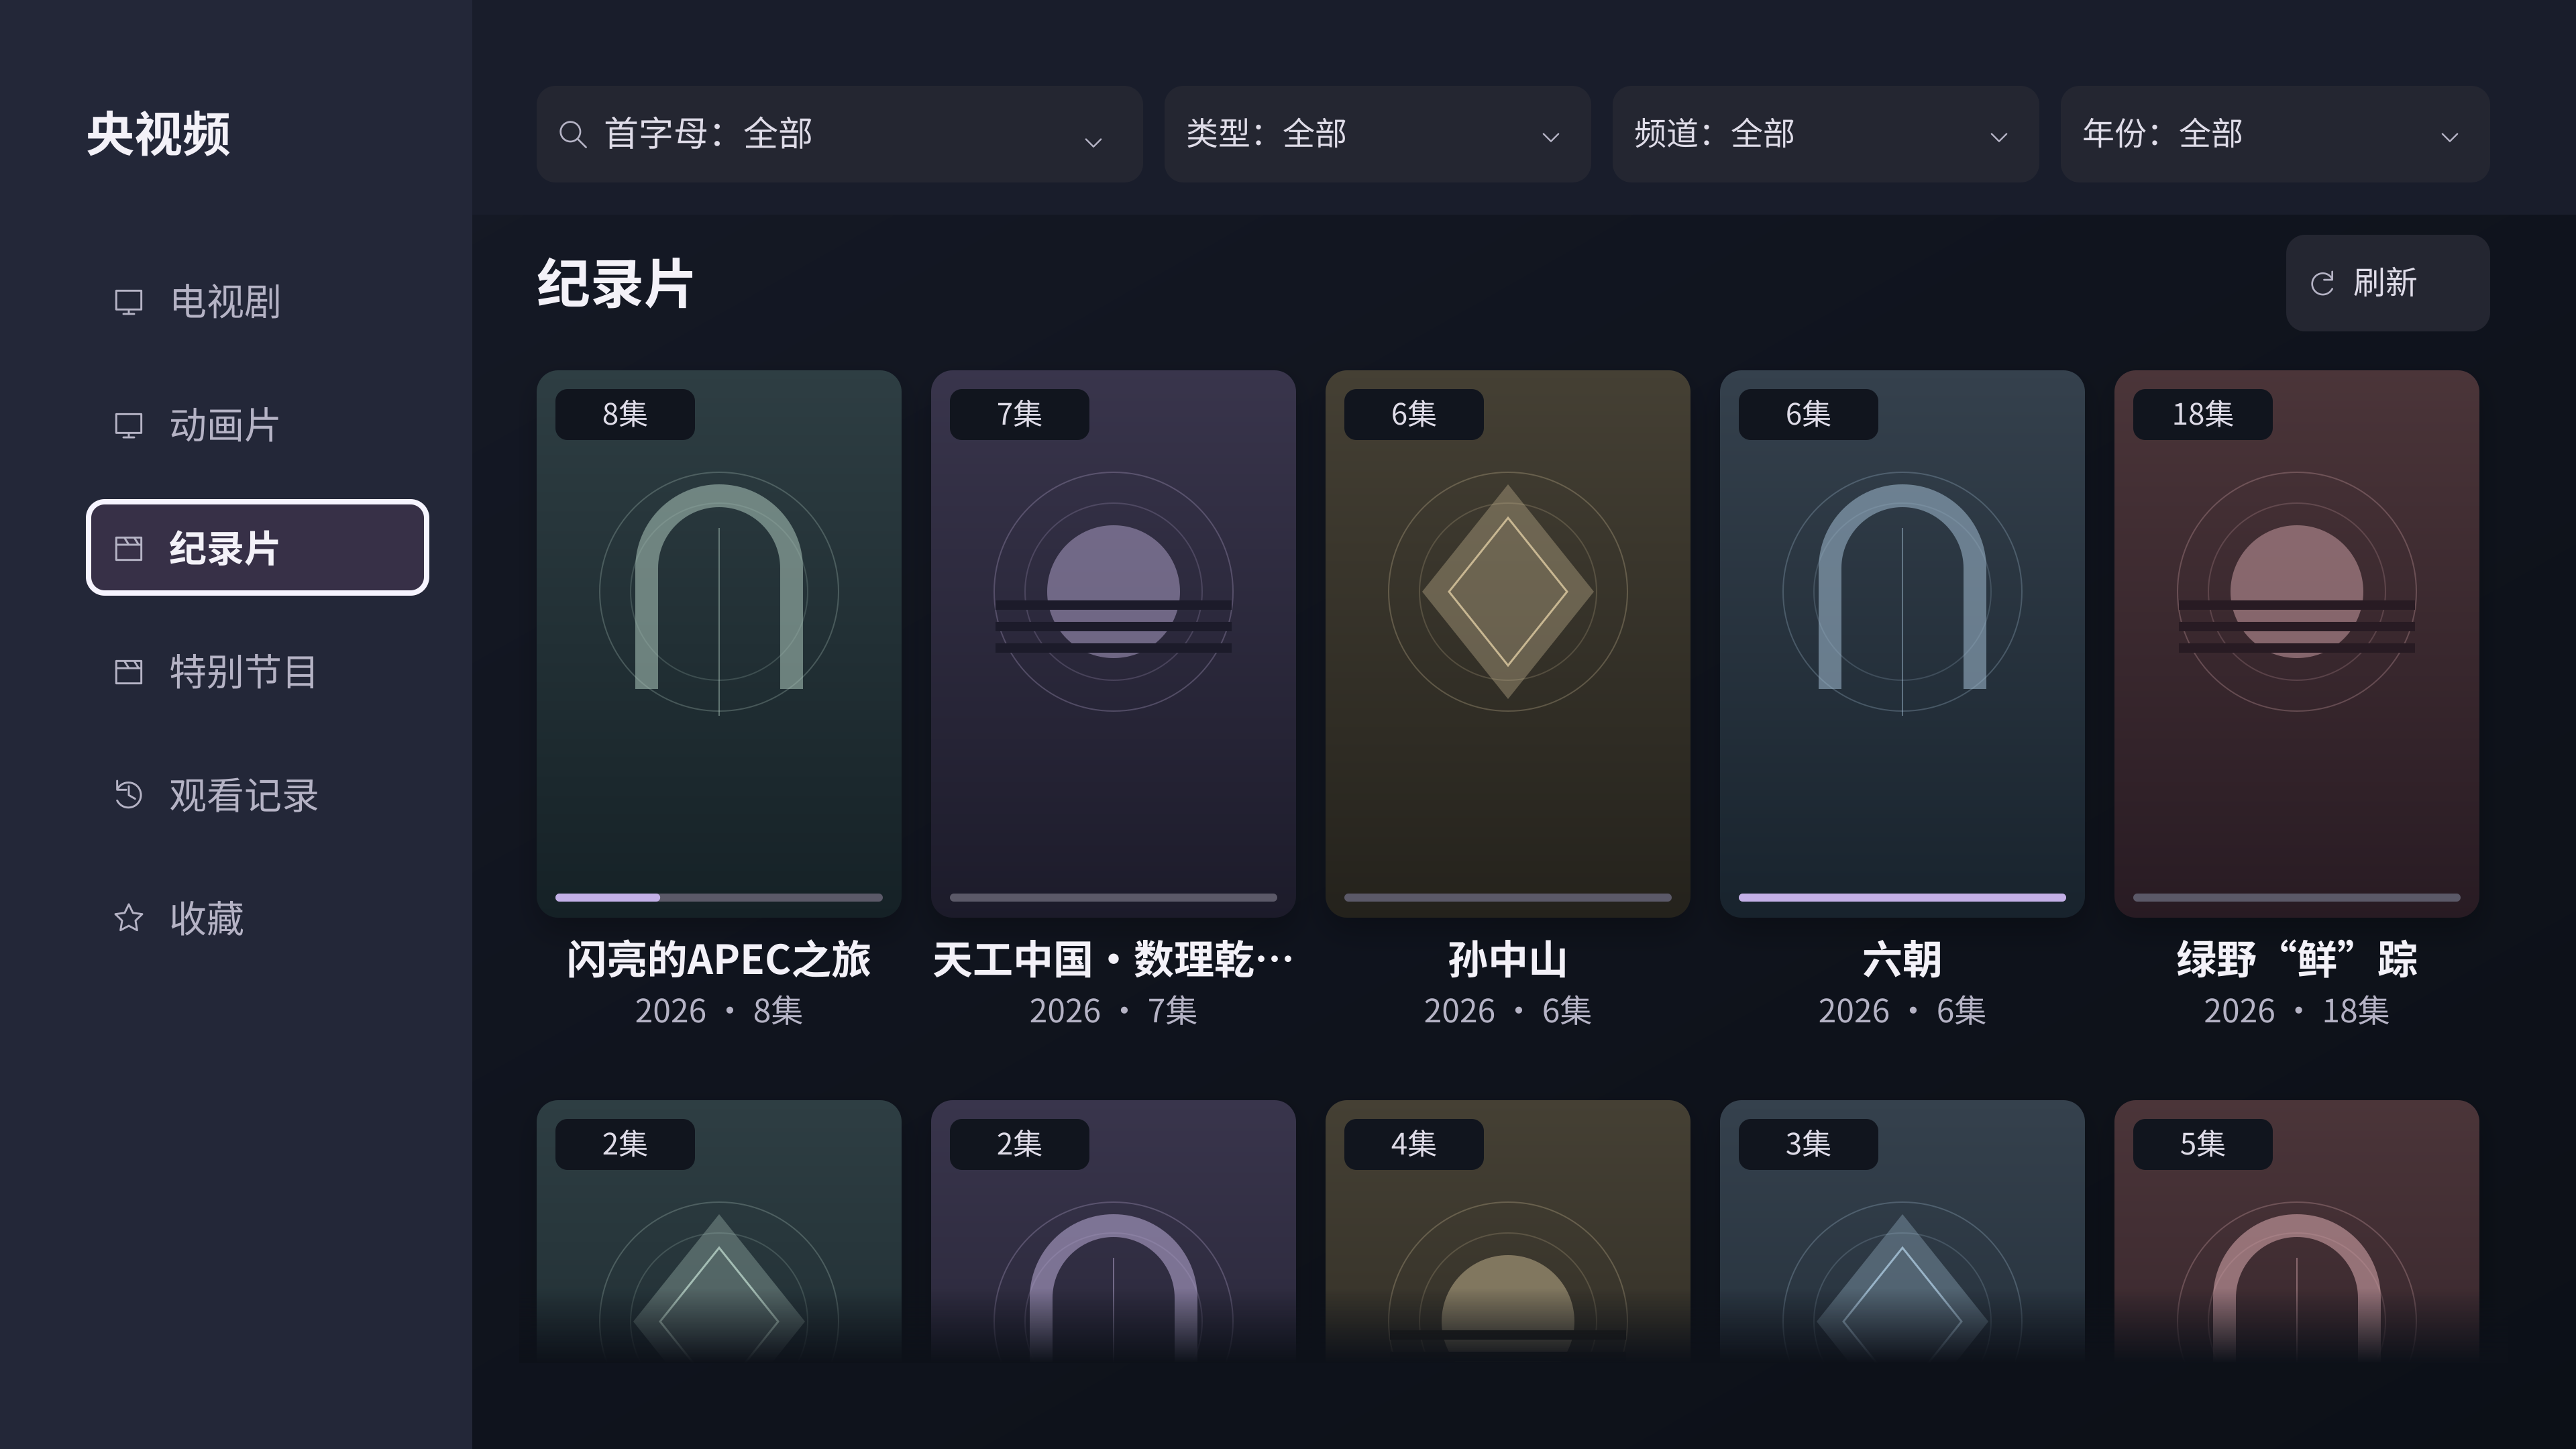 央视频
电视剧
动画片
纪录片
特别节目
观看记录
收藏
首字母：全部
类型：全部
频道：全部
年份：全部
纪录片
刷新
8集
7集
6集
6集
18集
闪亮的APEC之旅
天工中国·数理乾…
孙中山
六朝
绿野“鲜”踪
2026 · 8集
2026 · 7集
2026 · 6集
2026 · 6集
2026 · 18集
2集
2集
4集
3集
5集